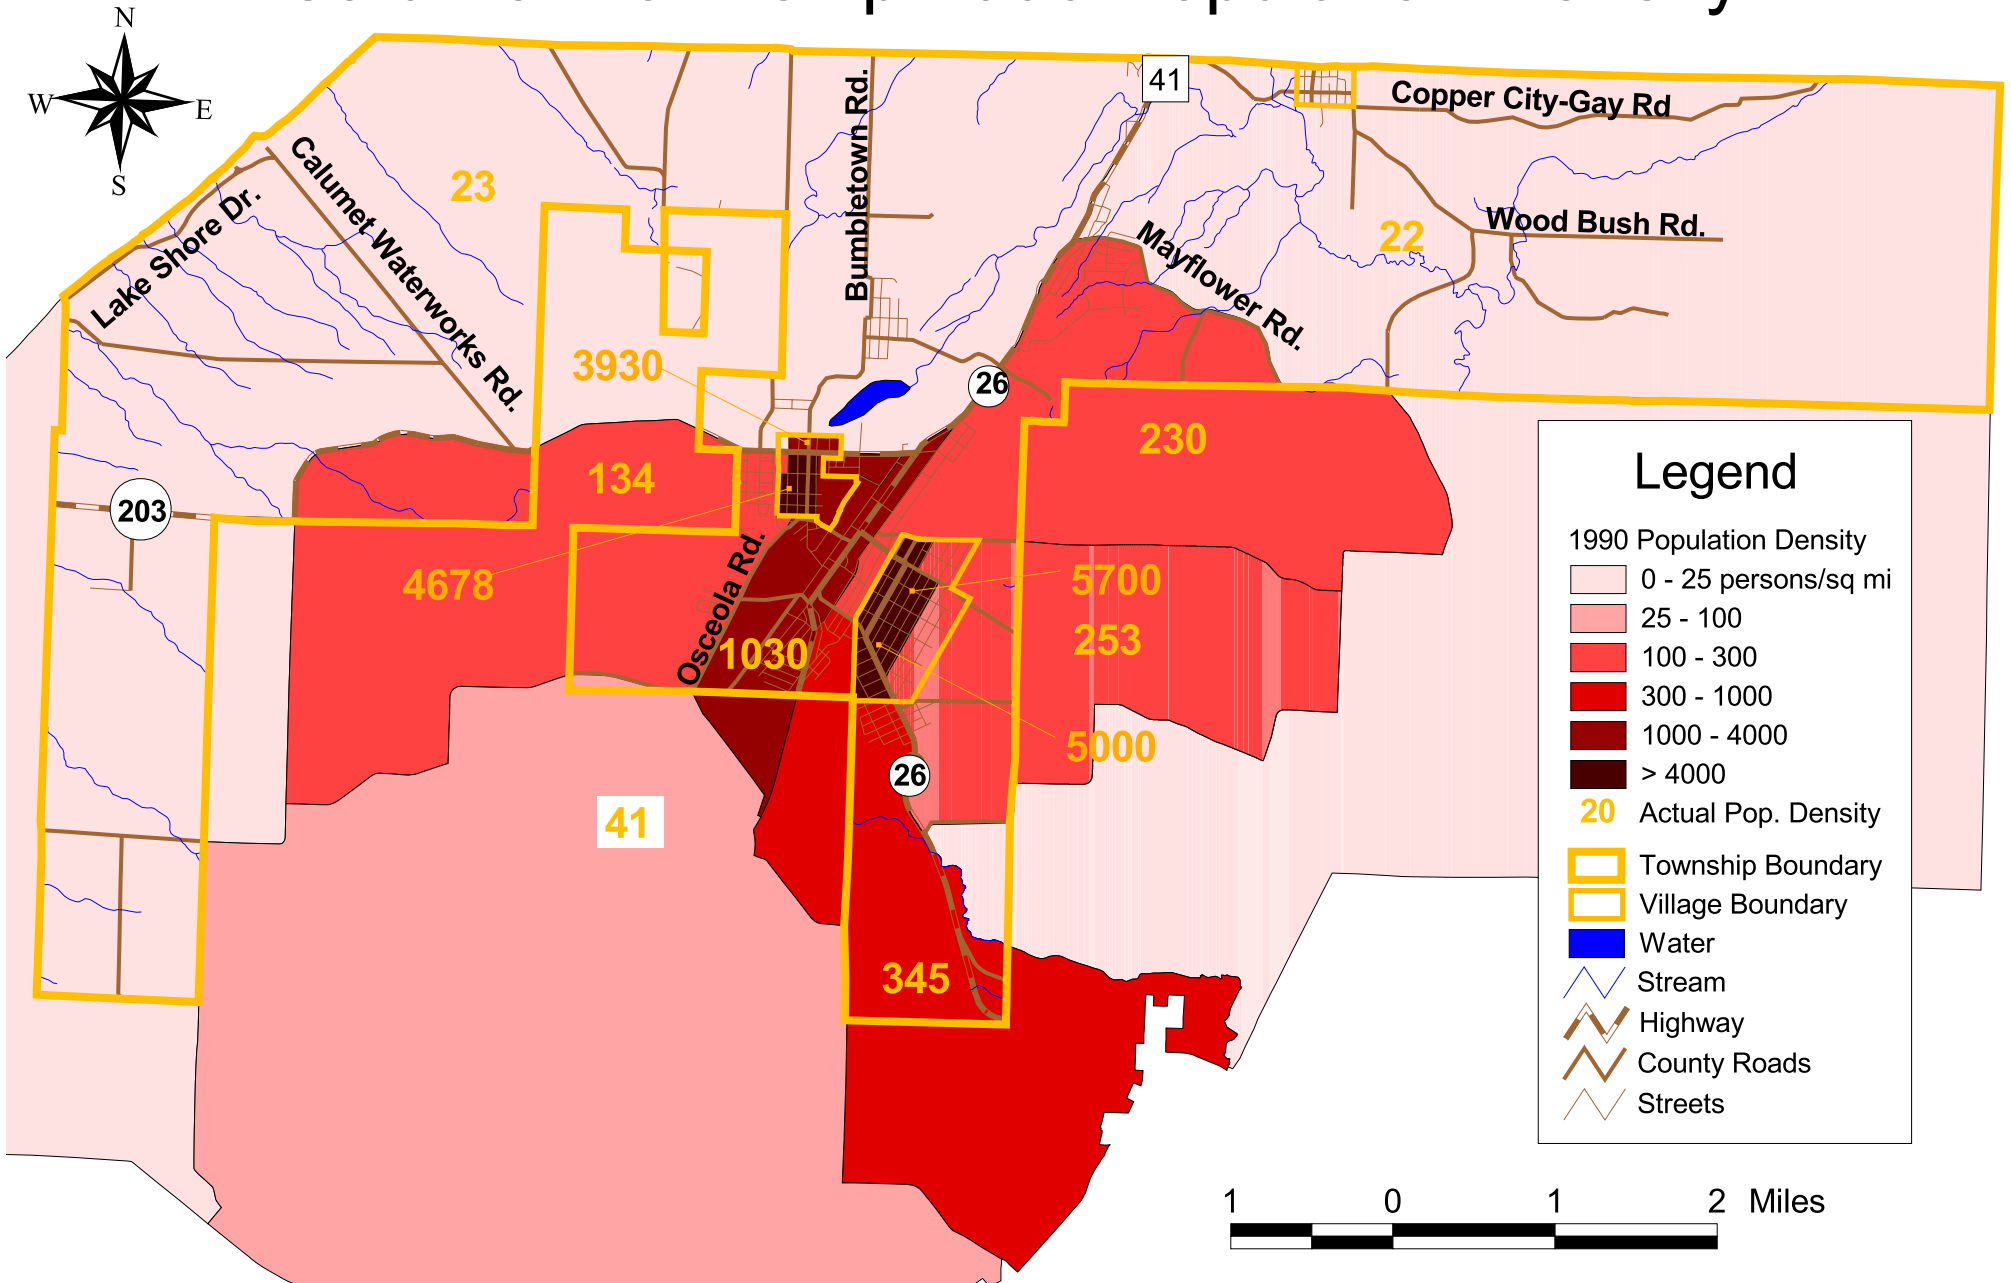 N
W
E
S
41
Copper City-Gay Rd
Bumbletown Rd.
Calumet Waterworks Rd.
23
Lake Shore Dr.
Mayflower Rd.
22
Wood Bush Rd.
3930
26
134
230
203
4678
Osceola Rd.
1030
5700
253
5000
26
41
345
Legend
1990 Population Density
0 - 25 persons/sq mi
25 - 100
100 - 300
300 - 1000
1000 - 4000
> 4000
20 Actual Pop. Density
Township Boundary
Village Boundary
Water
Stream
Highway
County Roads
Streets
1 0 1 2 Miles